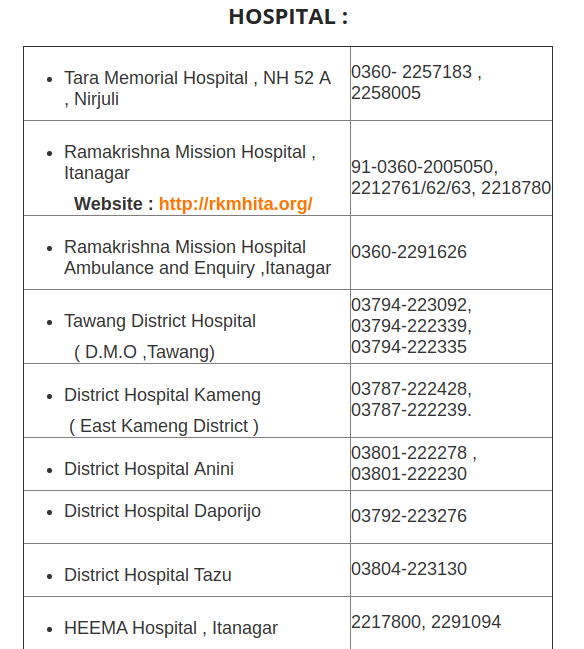 HOSPITAL :
Tara Memorial Hospital , NH 52 A
, Nirjuli
0360- 2257183 ,
2258005
Ramakrishna Mission Hospital ,
Itanagar
Website : http://rkmhita.org/
91-0360-2005050,
2212761/62/63, 2218780
Ramakrishna Mission Hospital
Ambulance and Enquiry ,Itanagar
0360-2291626
Tawang District Hospital
( D.M.O ,Tawang)
03794-223092,
03794-222339,
03794-222335
District Hospital Kameng
( East Kameng District )
03787-222428,
03787-222239.
District Hospital Anini
03801-222278 ,
03801-222230
District Hospital Daporijo
03792-223276
District Hospital Tazu
03804-223130
HEEMA Hospital , Itanagar
2217800, 2291094